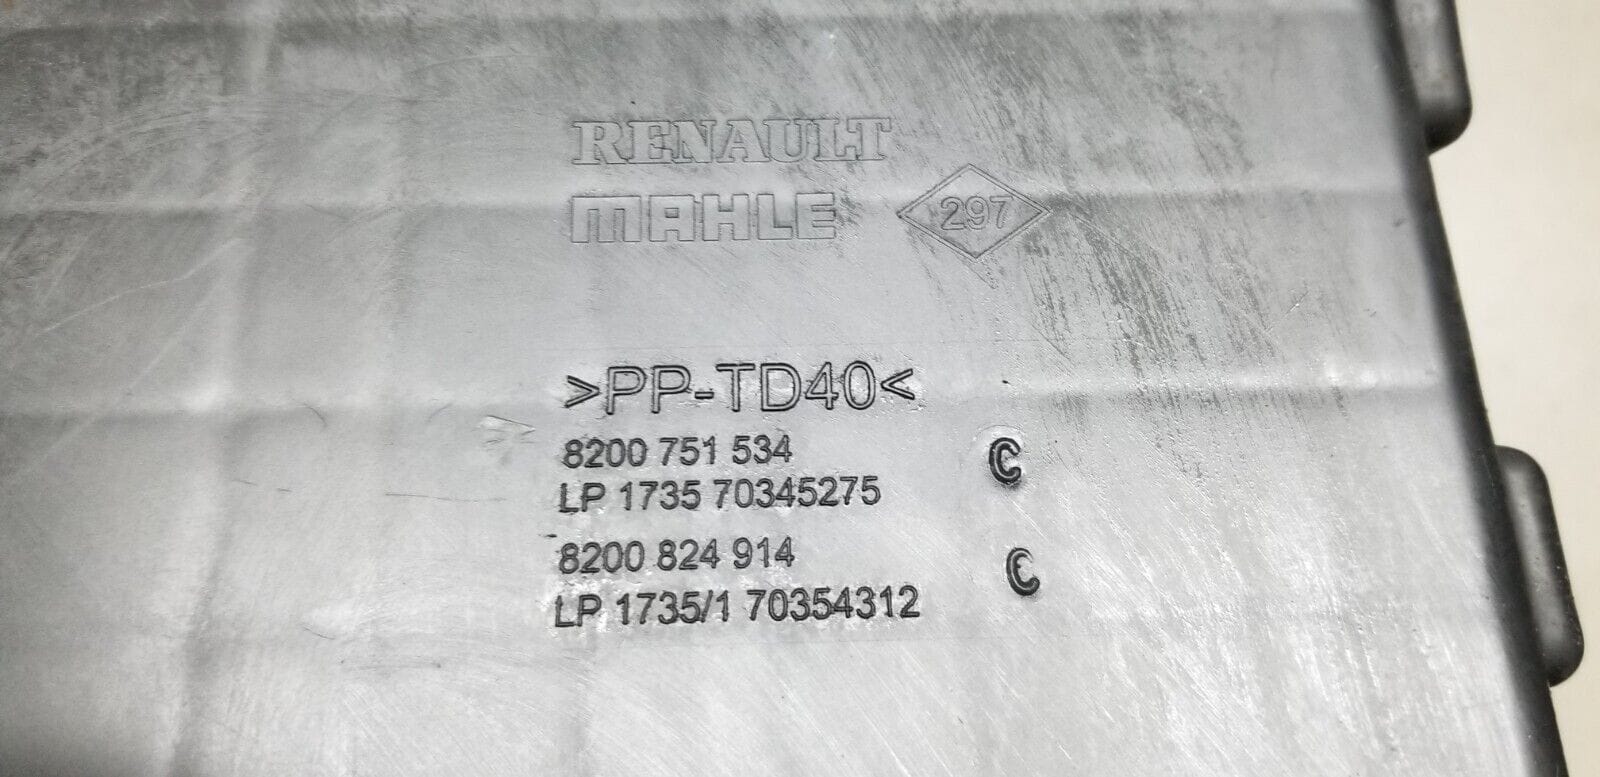 RENAULT
MAHLE 297
>PP-TD40<
8200 751 534 C
LP 1735 70345275
8200 824 914 C
LP 1735/1 70354312